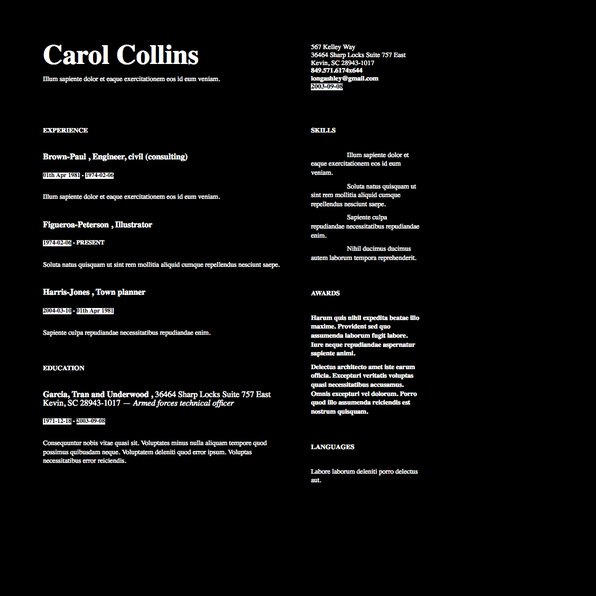 Carol Collins
Illum sapiente dolor et eaque exercitationem eos id eum veniam.
567 Kelley Way
36464 Sharp Locks Suite 757 East
Kevin, SC 28943-1017
849.571.6174x644
longashley@gmail.com
2003-09-08
EXPERIENCE
Brown-Paul , Engineer, civil (consulting)
01th Apr 1981 - 1974-02-06
Illum sapiente dolor et eaque exercitationem eos id eum veniam.
Figueroa-Peterson , Illustrator
1974-02-06 - PRESENT
Soluta natus quisquam ut sint rem mollitia aliquid cumque repellendus nesciunt saepe.
Harris-Jones , Town planner
2004-03-10 - 01th Apr 1981
Sapiente culpa repudiandae necessitatibus repudiandae enim.
EDUCATION
Garcia, Tran and Underwood , 36464 Sharp Locks Suite 757 East
Kevin, SC 28943-1017 — Armed forces technical officer
1971-12-18 - 2003-09-08
Consequuntur nobis vitae quasi sit. Voluptates minus nulla aliquam tempore quod
possimus quibusdam neque. Voluptatem deleniti quod error ipsum. Voluptas
necessitatibus error reiciendis.
SKILLS
Illum sapiente dolor et
eaque exercitationem eos id eum
veniam.
Soluta natus quisquam ut
sint rem mollitia aliquid cumque
repellendus nesciunt saepe.
Sapiente culpa
repudiandae necessitatibus repudiandae
enim.
Nihil ducimus ducimus
autem laborum tempora reprehenderit.
AWARDS
Harum quis nihil expedita beatae illo
maxime. Provident sed quo
assumenda laborum fugit labore.
Iure neque repudiandae aspernatur
sapiente animi.
Delectus architecto amet iste earum
officia. Excepturi veritatis voluptas
quasi necessitatibus accusamus.
Omnis excepturi vel dolorum. Porro
quod illo assumenda reiciendis est
nostrum quisquam.
LANGUAGES
Labore laborum deleniti porro delectus
aut.